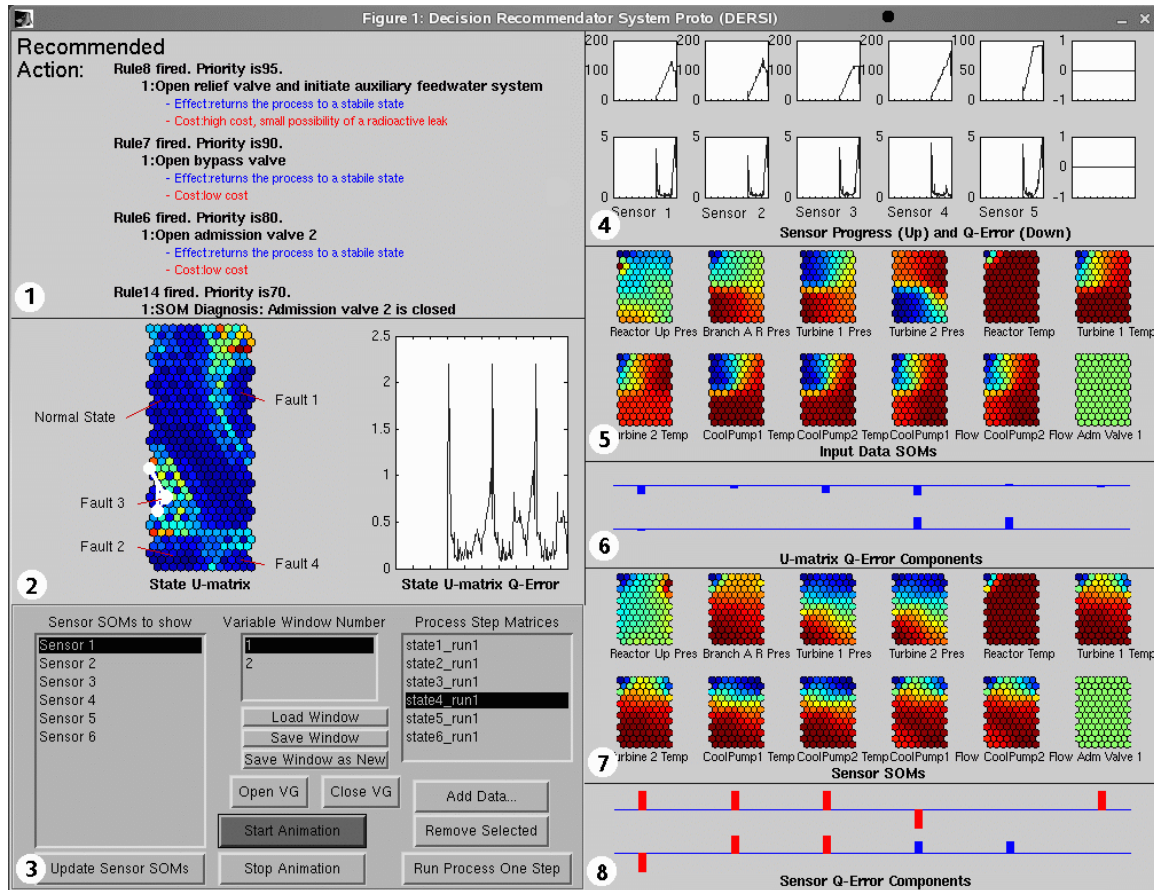 Figure 1: Decision Recommendator System Proto (DERSI)
Recommended
Action:
Rule8 fired. Priority is95.
1:Open relief valve and initiate auxiliary feedwater system
- Effect:returns the process to a stabile state
- Cost:high cost, small possibility of a radioactive leak
Rule7 fired. Priority is90.
1:Open bypass valve
- Effect:returns the process to a stabile state
- Cost:low cost
Rule6 fired. Priority is80.
1:Open admission valve 2
- Effect:returns the process to a stabile state
- Cost:low cost
Rule14 fired. Priority is70.
1:SOM Diagnosis: Admission valve 2 is closed
1
Normal State
Fault 1
Fault 3
Fault 2
Fault 4
State U-matrix
2.5
2
1.5
1
0.5
0
State U-matrix Q-Error
2
Sensor SOMs to show
Sensor 1
Sensor 2
Sensor 3
Sensor 4
Sensor 5
Sensor 6
Update Sensor SOMs
Variable Window Number
1
2
Load Window
Save Window
Save Window as New
Open VG
Close VG
Start Animation
Stop Animation
Process Step Matrices
state1_run1
state2_run1
state3_run1
state4_run1
state5_run1
state6_run1
Add Data...
Remove Selected
Run Process One Step
3
200 200 200 200 100 1
100 100 100 100 50 0
0 0 0 0 0 -1
5 5 5 5 5 1
0
0 0 0 0 0 -1
Sensor 1 Sensor 2 Sensor 3 Sensor 4 Sensor 5
4
Sensor Progress (Up) and Q-Error (Down)
Reactor Up Pres Branch A R Pres Turbine 1 Pres Turbine 2 Pres Reactor Temp Turbine 1 Temp
Turbine 2 Temp CoolPump1 Temp CoolPump2 Temp CoolPump1 Flow CoolPump2 Flow Adm Valve 1
5
Input Data SOMs
6
U-matrix Q-Error Components
Reactor Up Pres Branch A R Pres Turbine 1 Pres Turbine 2 Pres Reactor Temp Turbine 1 Temp
Turbine 2 Temp CoolPump1 Temp CoolPump2 Temp CoolPump1 Flow CoolPump2 Flow Adm Valve 1
7
Sensor SOMs
8
Sensor Q-Error Components